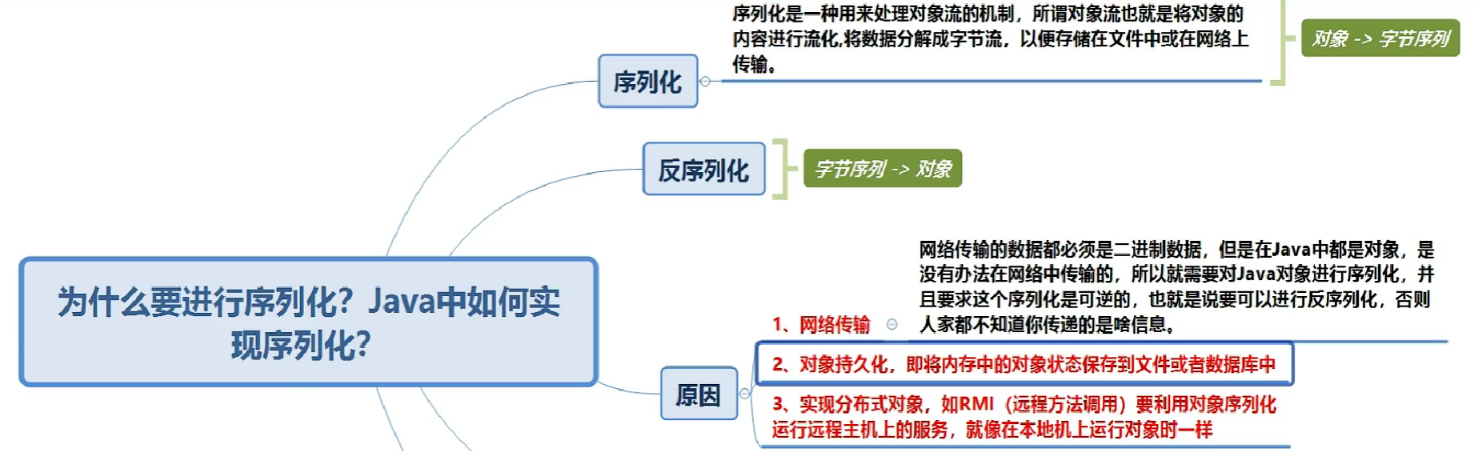 序列化是一种用来处理对象流的机制，所谓对象流也就是将对象的
内容进行流化,将数据分解成字节流，以便存储在文件中或在网络上
传输。
对象 -> 字节序列
序列化
反序列化
字节序列 -> 对象
为什么要进行序列化？Java中如何实
现序列化？
网络传输的数据都必须是二进制数据，但是在Java中都是对象，是
没有办法在网络中传输的，所以就需要对Java对象进行序列化，并
且要求这个序列化是可逆的，也就是说要可以进行反序列化，否则
人家都不知道你传递的是啥信息。
1、网络传输
2、对象持久化，即将内存中的对象状态保存到文件或者数据库中
原因
3、实现分布式对象，如RMI（远程方法调用）要利用对象序列化
运行远程主机上的服务，就像在本地机上运行对象时一样